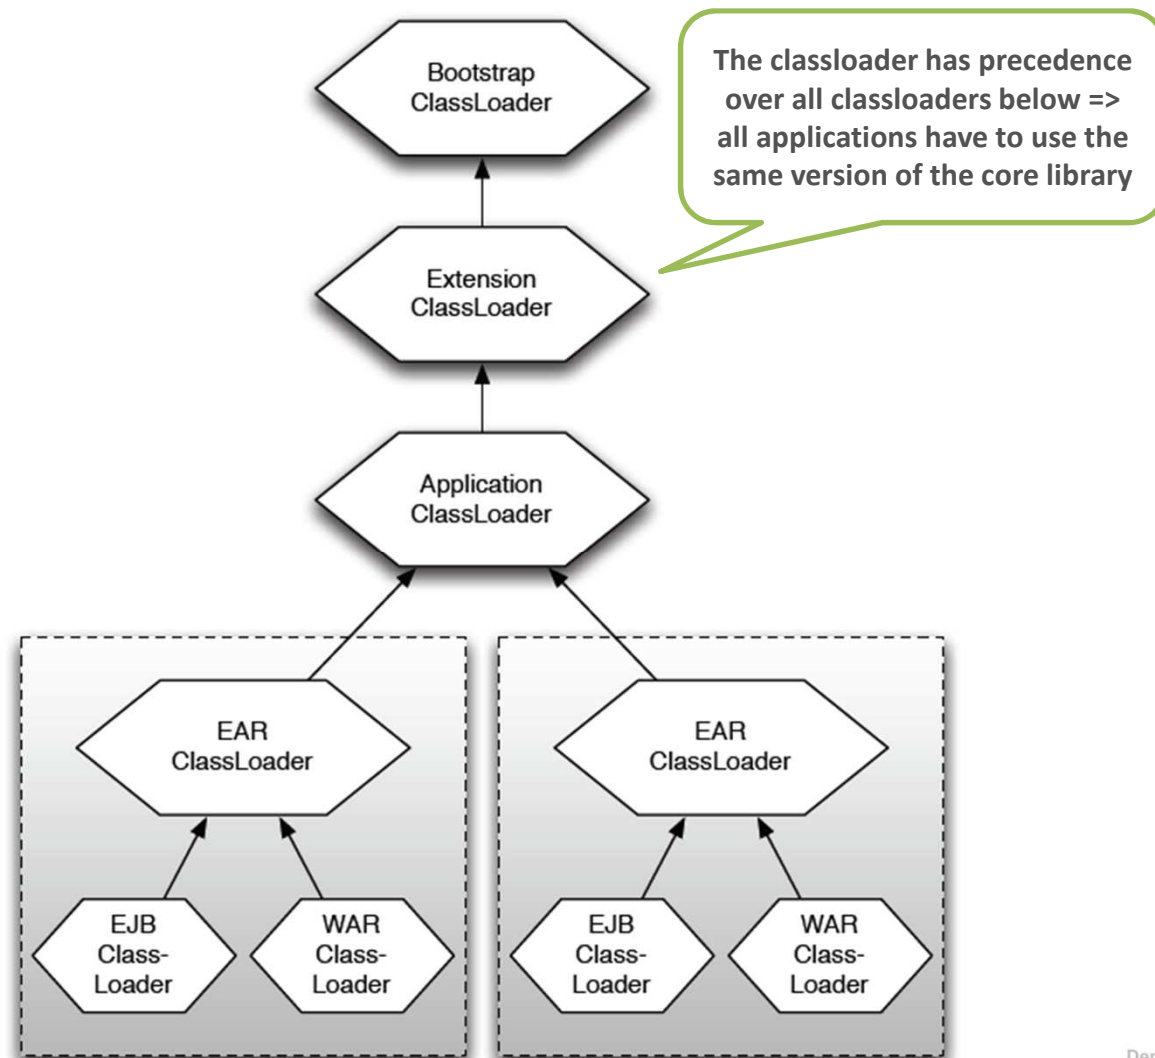 Bootstrap
ClassLoader
The classloader has precedence
over all classloaders below =>
all applications have to use the
same version of the core library
Extension
ClassLoader
Application
ClassLoader
EAR
ClassLoader
EAR
ClassLoader
EJB
Class-
Loader
WAR
Class-
Loader
EJB
Class-
Loader
WAR
Class-
Loader